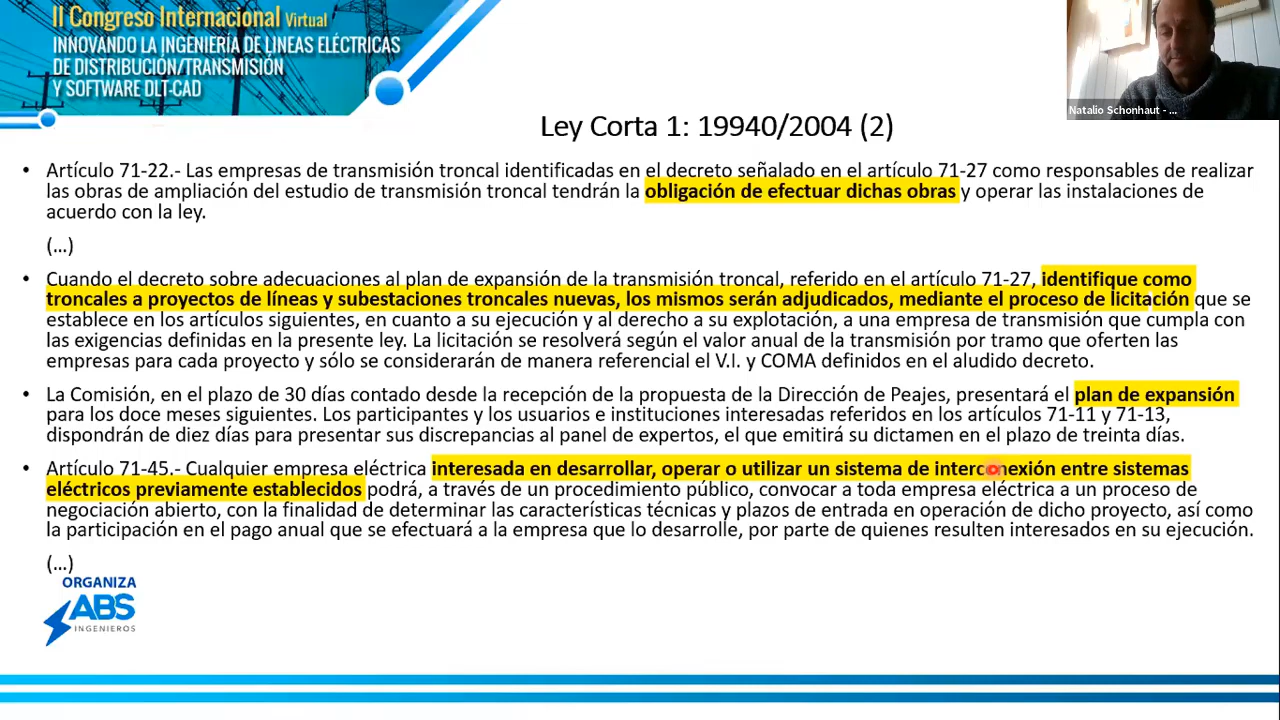 II Congreso Internacional Virtual
INNOVANDO LA INGENIERÍA DE LINEAS ELÉCTRICAS
DE DISTRIBUCIÓN/TRANSMISIÓN
Y SOFTWARE DLT-CAD
Natalio Schonhaut - ...
Ley Corta 1: 19940/2004 (2)
• Artículo 71-22.- Las empresas de transmisión troncal identificadas en el decreto señalado en el artículo 71-27 como responsables de realizar
las obras de ampliación del estudio de transmisión troncal tendrán la obligación de efectuar dichas obras y operar las instalaciones de
acuerdo con la ley.
(...)
• Cuando el decreto sobre adecuaciones al plan de expansión de la transmisión troncal, referido en el artículo 71-27, identifique como
troncales a proyectos de líneas y subestaciones troncales nuevas, los mismos serán adjudicados, mediante el proceso de licitación que se
establece en los artículos siguientes, en cuanto a su ejecución y al derecho a su explotación, a una empresa de transmisión que cumpla con
las exigencias definidas en la presente ley. La licitación se resolverá según el valor anual de la transmisión por tramo que oferten las
empresas para cada proyecto y sólo se considerarán de manera referencial el V.I. y COMA definidos en el aludido decreto.
• La Comisión, en el plazo de 30 días contado desde la recepción de la propuesta de la Dirección de Peajes, presentará el plan de expansión
para los doce meses siguientes. Los participantes y los usuarios e instituciones interesadas referidos en los artículos 71-11 y 71-13,
dispondrán de diez días para presentar sus discrepancias al panel de expertos, el que emitirá su dictamen en el plazo de treinta días.
• Artículo 71-45.- Cualquier empresa eléctrica interesada en desarrollar, operar o utilizar un sistema de interconexión entre sistemas
eléctricos previamente establecidos podrá, a través de un procedimiento público, convocar a toda empresa eléctrica a un proceso de
negociación abierto, con la finalidad de determinar las características técnicas y plazos de entrada en operación de dicho proyecto, así como
la participación en el pago anual que se efectuará a la empresa que lo desarrolle, por parte de quienes resulten interesados en su ejecución.
(...)
ORGANIZA
ABS
INGENIEROS